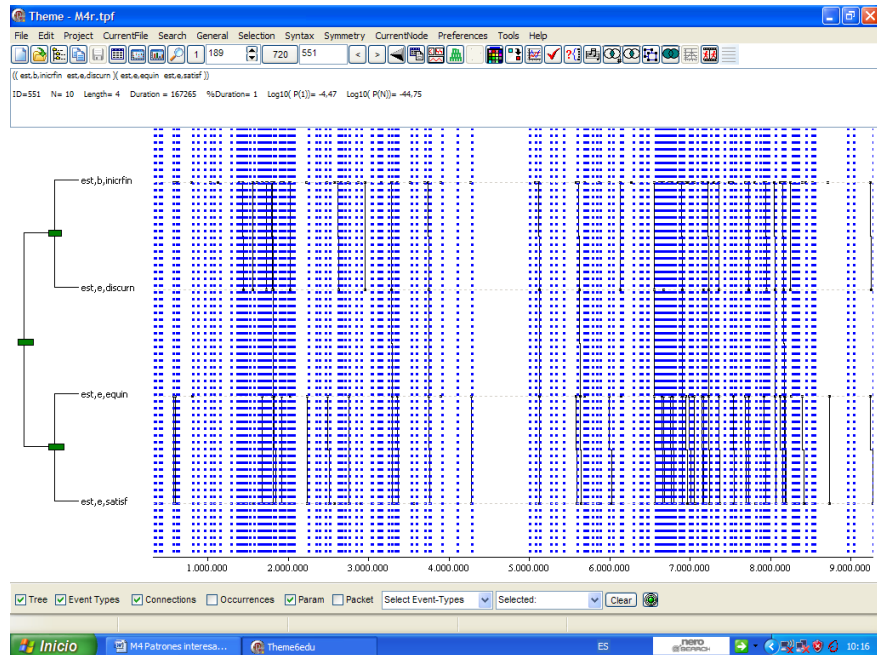 Theme - M4r.tpf
File Edit Project CurrentFile Search General Selection Syntax Symmetry CurrentNode Preferences Tools Help
1 189 720 551 < >
(( est,b,inicrfin est,e,discurn )( est,e,equin est,e,satisf ))
ID=551 N= 10 Length= 4 Duration = 167265 %Duration= 1 Log10( P(1))= -4,47 Log10( P(N))= -44,75
est,b,inicrfin
est,e,discurn
est,e,equin
est,e,satisf
1.000.000 2.000.000 3.000.000 4.000.000 5.000.000 6.000.000 7.000.000 8.000.000 9.000.000
Tree Event Types Connections Occurrences Param Packet Select Event-Types Selected: Clear
Inicio M4 Patrones interesa... Theme6edu ES nero SEARCH 10:16